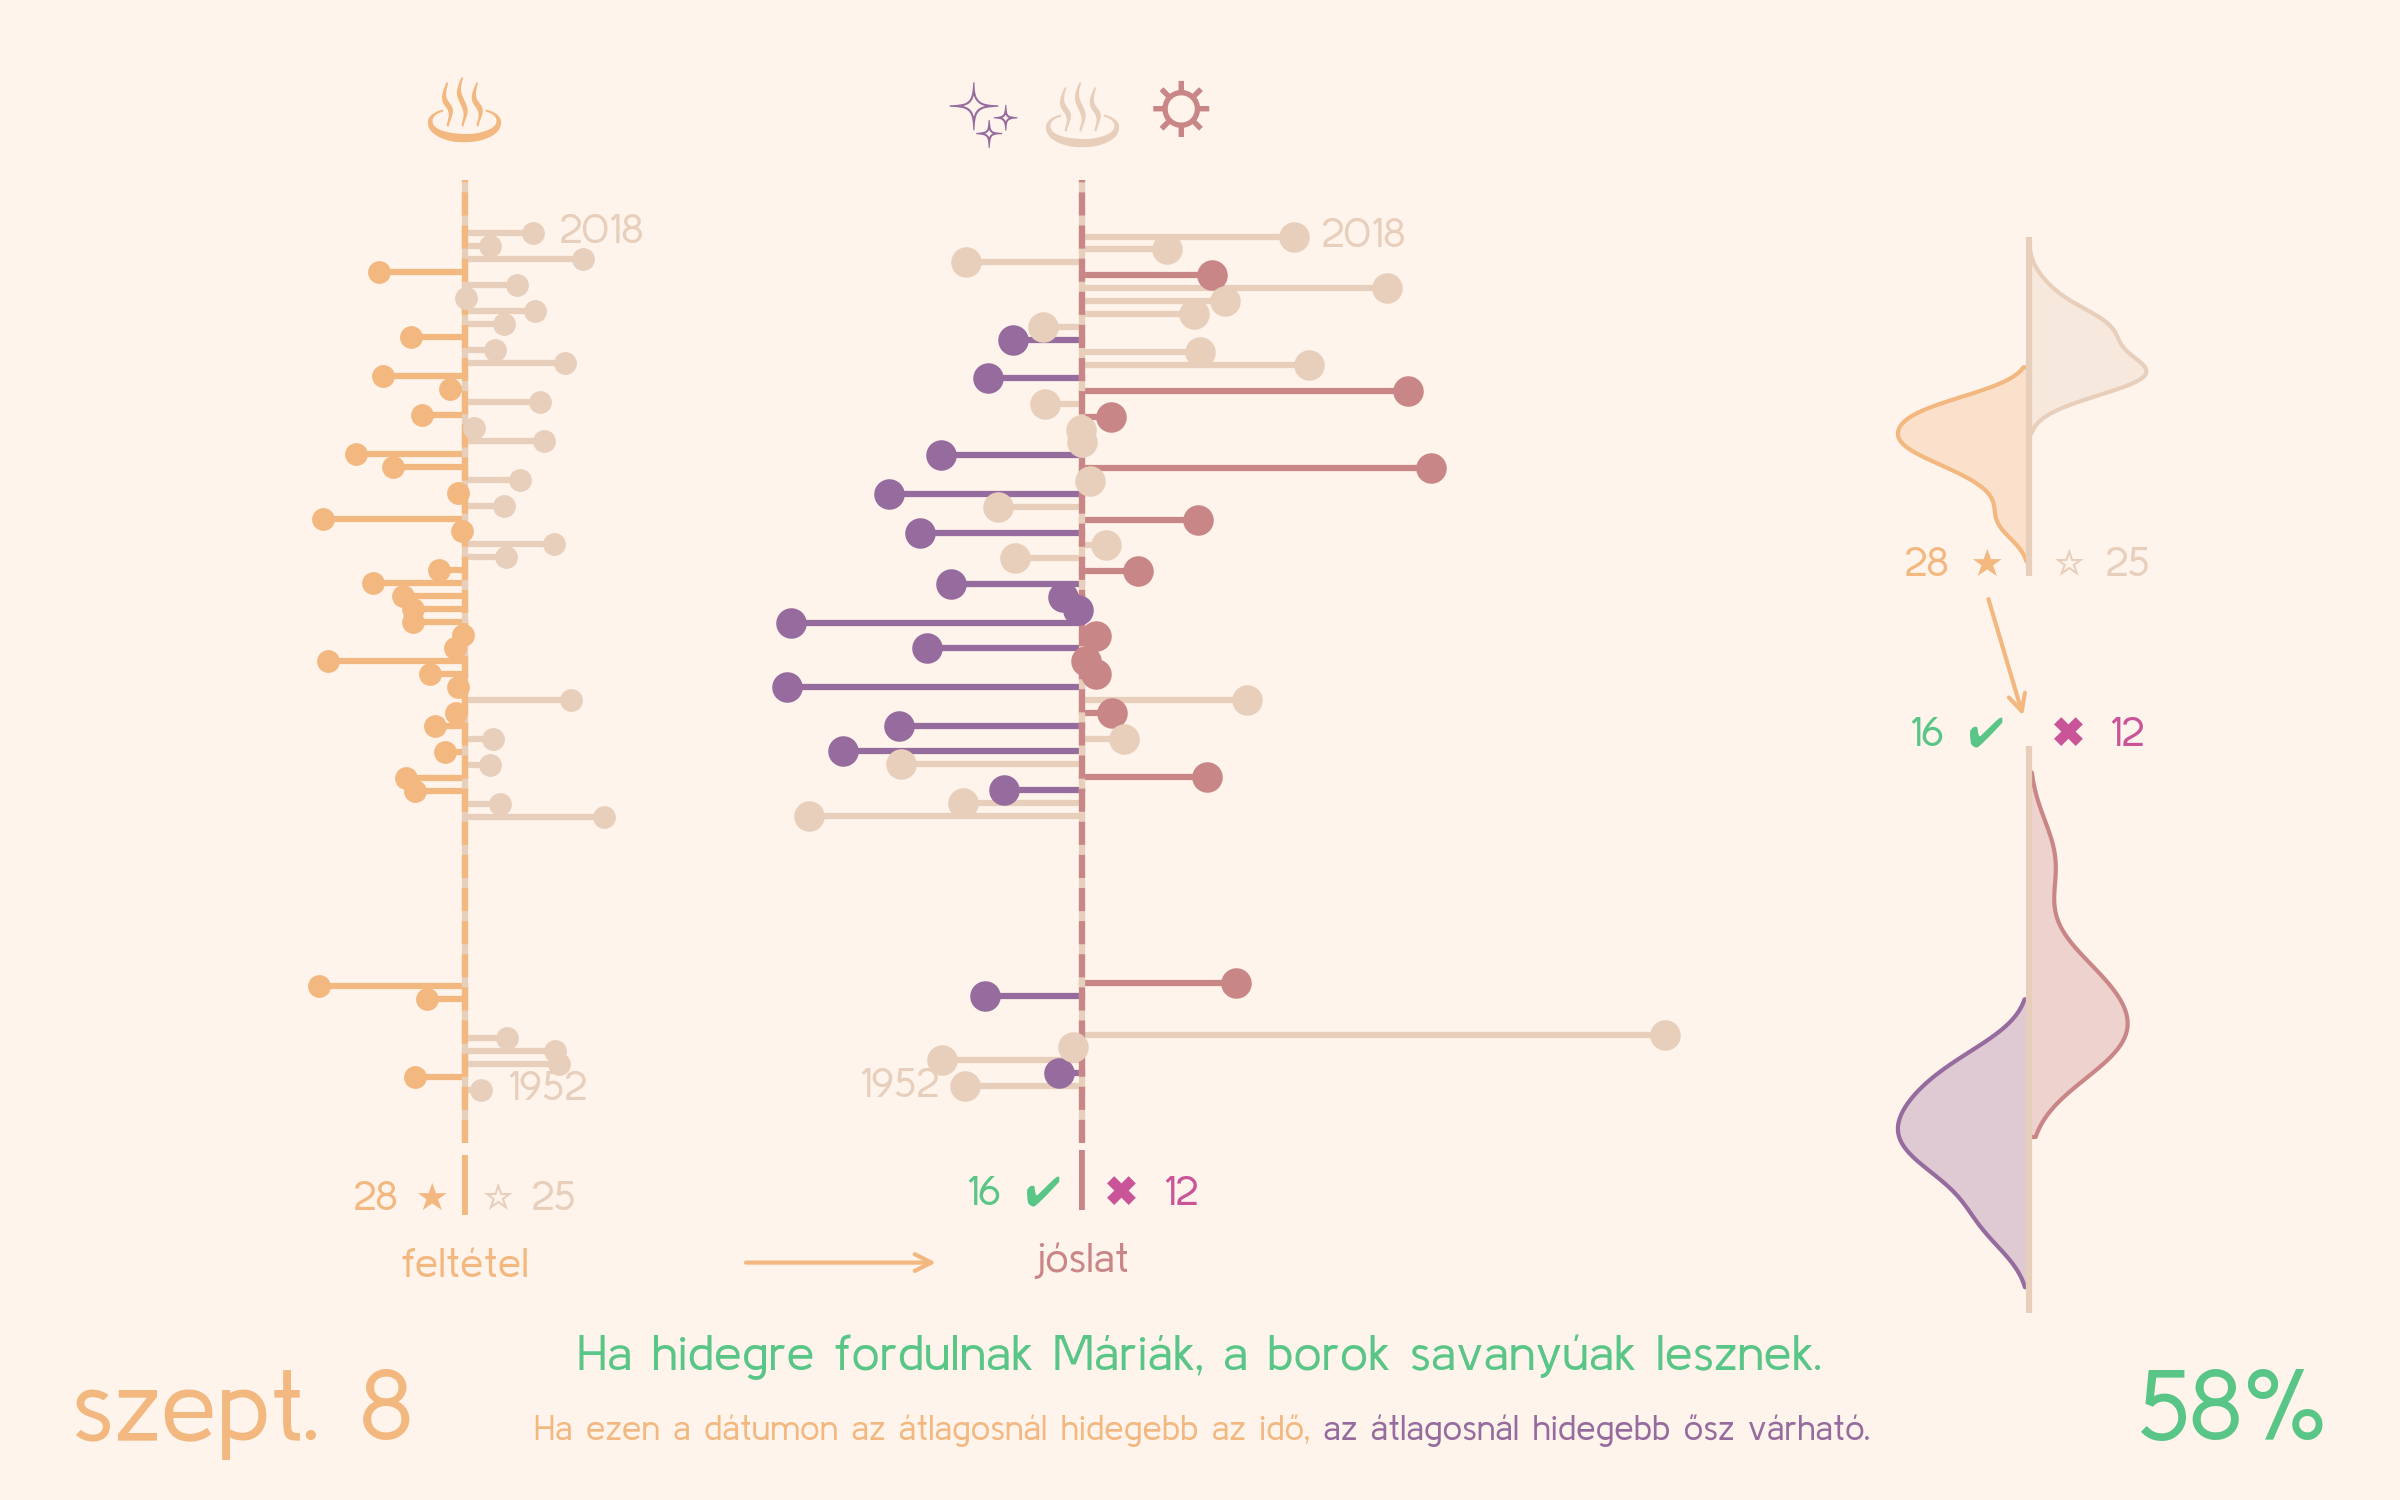 2018
2018
28 ★ ☆ 25
16 ✔ ✖ 12
1952
1952
28 ★ ☆ 25
16 ✔ ✖ 12
feltétel
jóslat
Ha hidegre fordulnak Máriák, a borok savanyúak lesznek.
szept. 8
58%
Ha ezen a dátumon az átlagosnál hidegebb az idő, az átlagosnál hidegebb ősz várható.